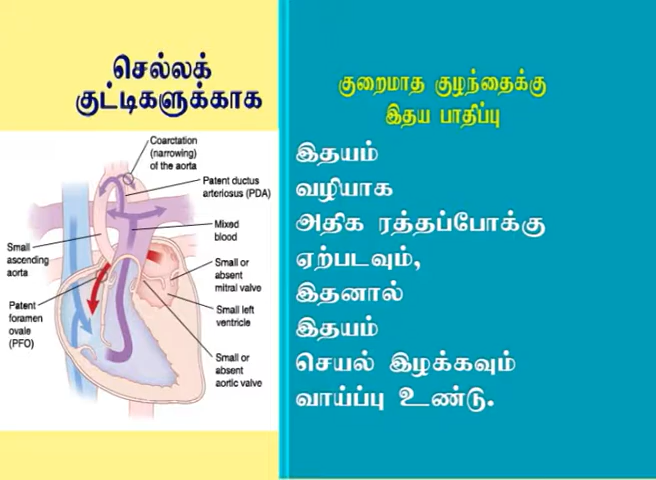 செல்லக்
குட்டிகளுக்காக
Coarctation
(narrowing)
of the aorta
Patent ductus
arteriosus (PDA)
Mixed
blood
Small
ascending
aorta
Small or
absent
mitral valve
Patent
foramen
ovale
(PFO)
Small left
ventricle
Small or
absent
aortic valve
குறைமாத குழந்தைக்கு
இதய பாதிப்பு
இதயம்
வழியாக
அதிக ரத்தப்போக்கு
ஏற்படவும்,
இதனால்
இதயம்
செயல் இழக்கவும்
வாய்ப்பு உண்டு.